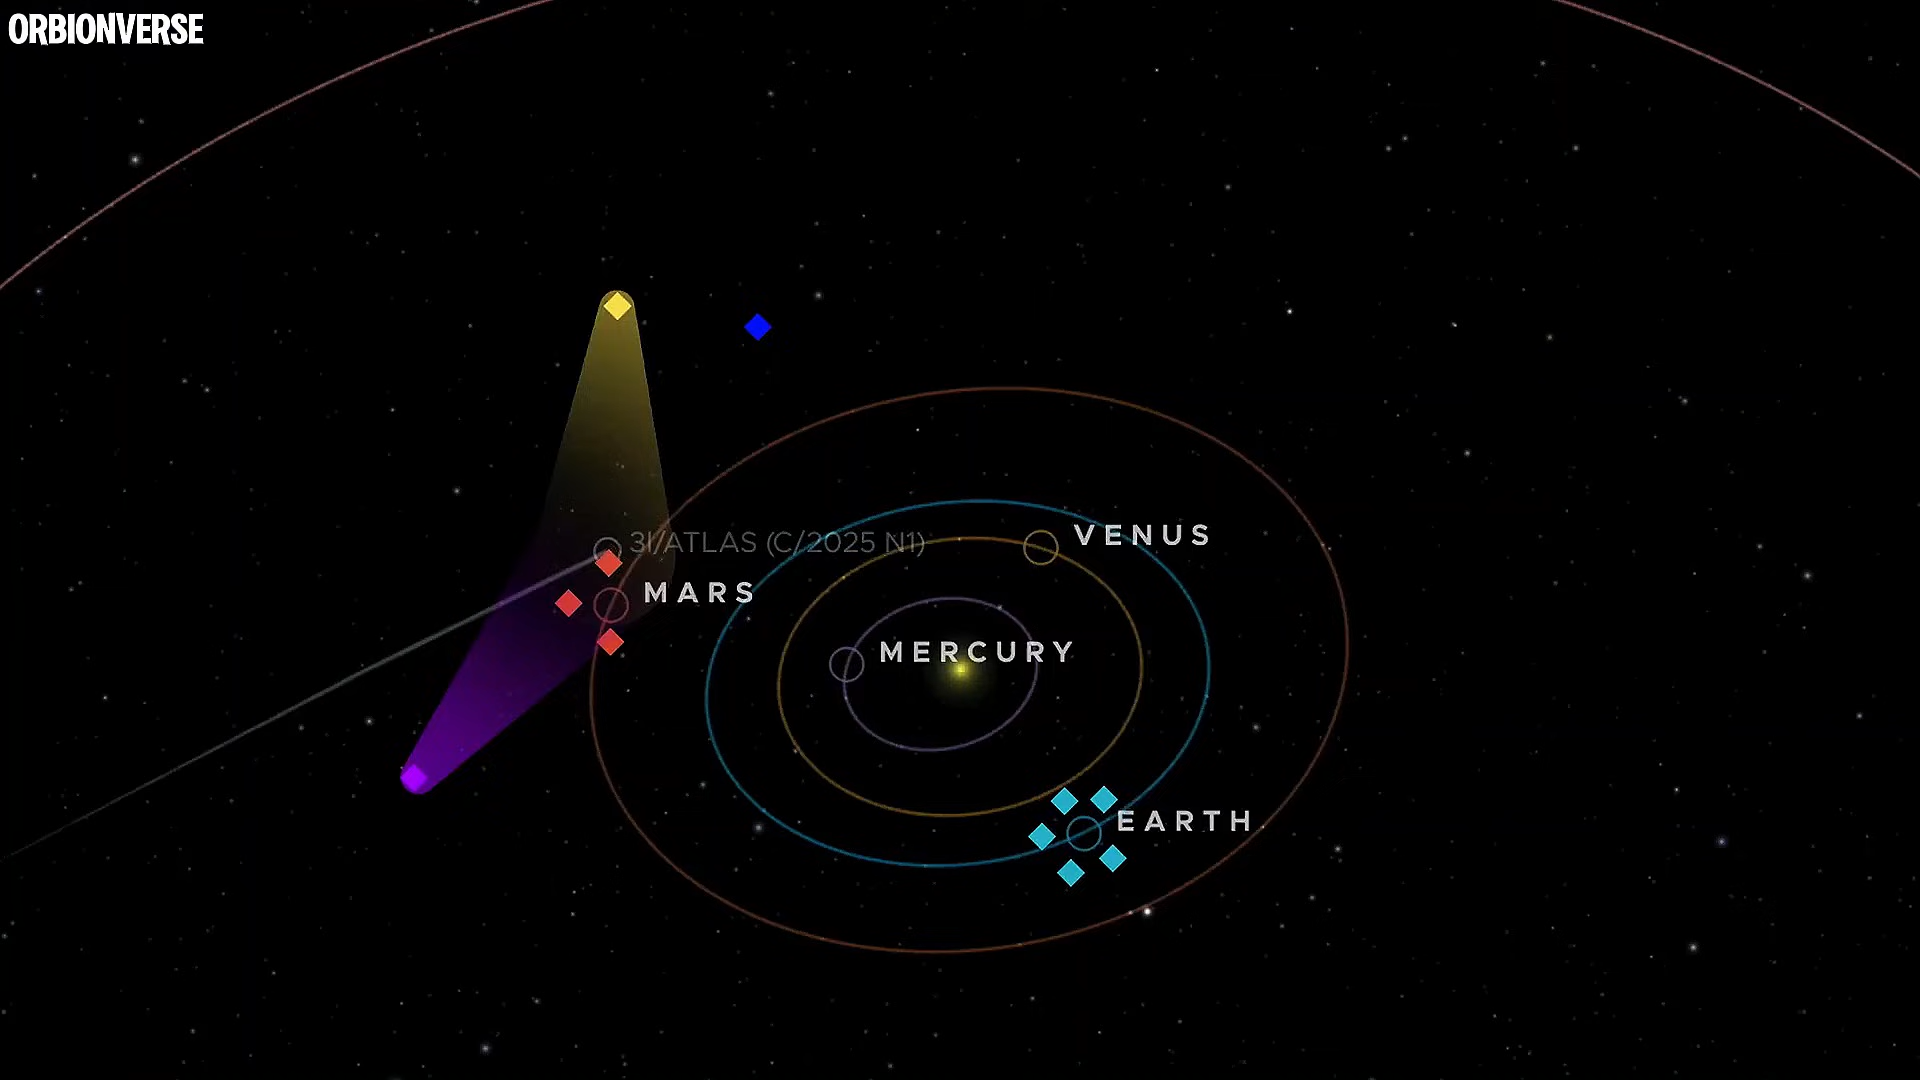 ORBIONVERSE
VENUS
3I/ATLAS (C/2025 N1)
MARS
MERCURY
EARTH